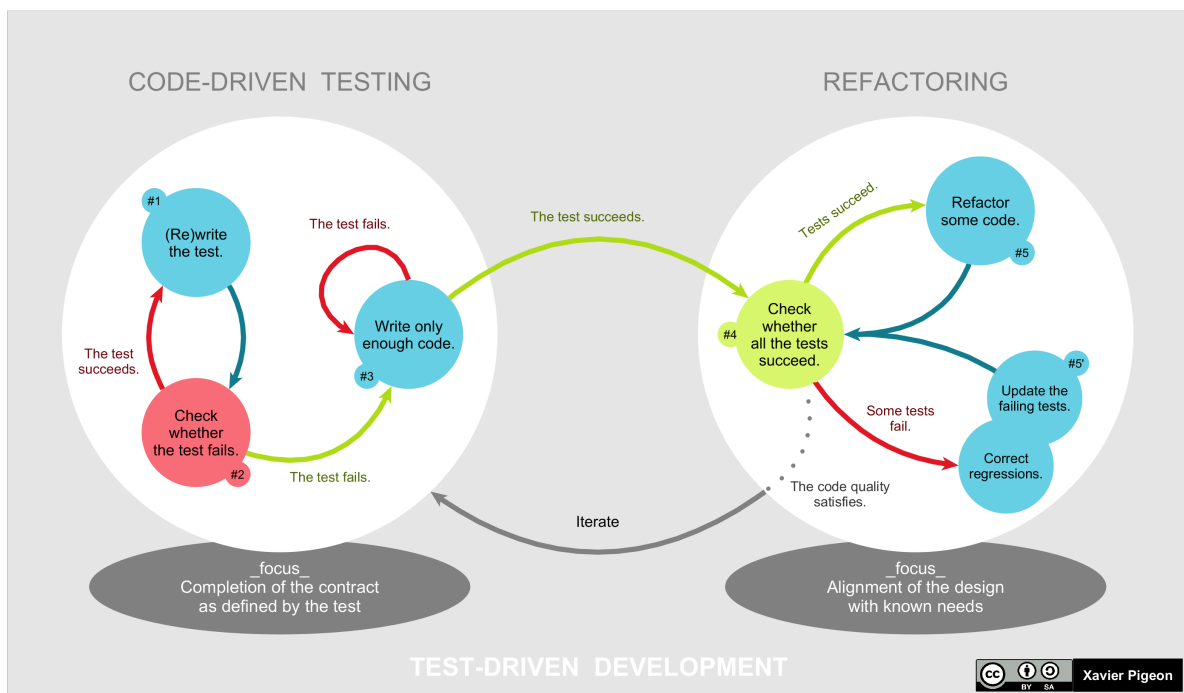 CODE-DRIVEN TESTING
#1
(Re)write
the test.
The test
succeeds.
Check
whether
the test fails.
#2
The test fails.
The test fails.
Write only
enough code.
#3
_focus_
Completion of the contract
as defined by the test
The test succeeds.
Iterate
REFACTORING
#4
Check
whether
all the tests
succeed.
Tests succeed.
Refactor
some code.
#5
Some tests
fail.
#5'
Update the
failing tests.
Correct
regressions.
The code quality
satisfies.
_focus_
Alignment of the design
with known needs
TEST-DRIVEN DEVELOPMENT
cc
BY SA
Xavier Pigeon